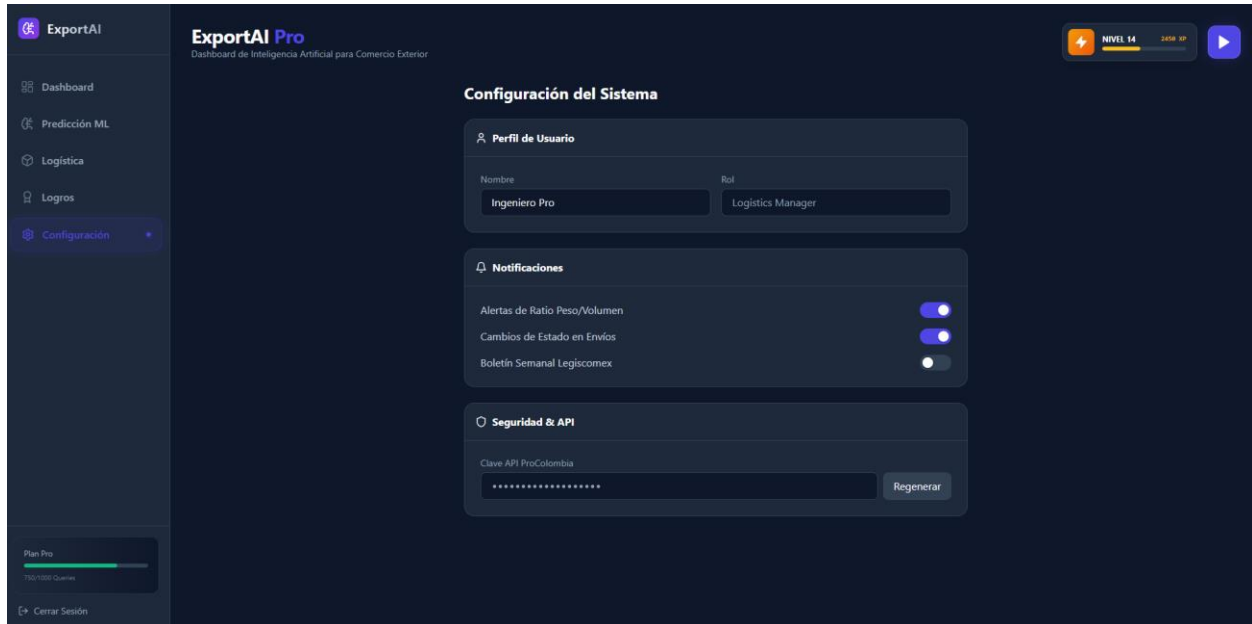 ExportAI
Dashboard
Predicción ML
Logística
Logros
Configuración
Plan Pro
750/1000 Queries
Cerrar Sesión
ExportAI Pro
Dashboard de Inteligencia Artificial para Comercio Exterior
NIVEL 14
2450 XP
Configuración del Sistema
Perfil de Usuario
Nombre
Rol
Ingeniero Pro
Logistics Manager
Notificaciones
Alertas de Ratio Peso/Volumen
Cambios de Estado en Envíos
Boletín Semanal Legiscomex
Seguridad & API
Clave API ProColombia
•••••••••••••••••••
Regenerar